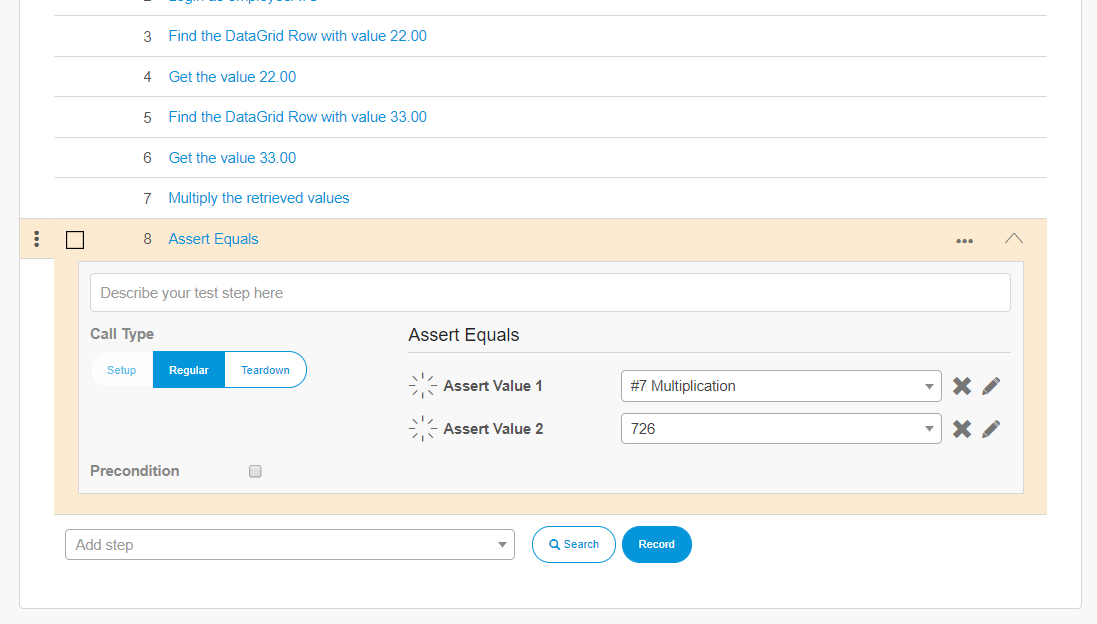 3 Find the DataGrid Row with value 22.00
4 Get the value 22.00
5 Find the DataGrid Row with value 33.00
6 Get the value 33.00
7 Multiply the retrieved values
8 Assert Equals
Describe your test step here
Call Type
Setup Regular Teardown
Assert Equals
Assert Value 1 #7 Multiplication
Assert Value 2 726
Precondition
Add step Search Record